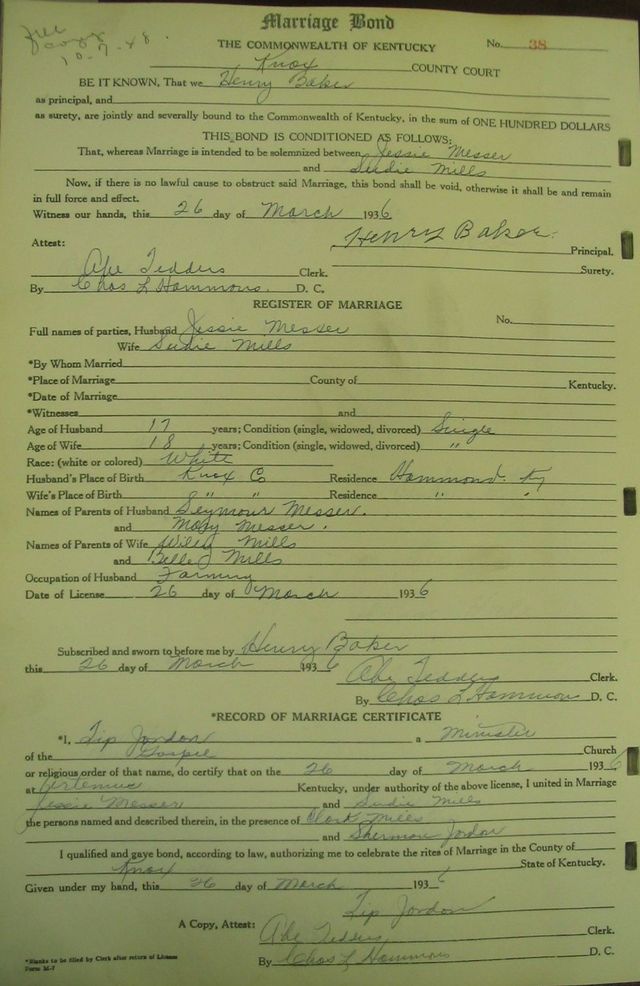 free
copy
10-7-48.
Marriage Bond
THE COMMONWEALTH OF KENTUCKY No. 38
Knox COUNTY COURT
BE IT KNOWN, That we Henry Baker
as principal, and
as surety, are jointly and severally bound to the Commonwealth of Kentucky, in the sum of ONE HUNDRED DOLLARS
THIS BOND IS CONDITIONED AS FOLLOWS:
That, whereas Marriage is intended to be solemnized between Jessie Messer
and Sudie Mills
Now, if there is no lawful cause to obstruct said Marriage, this bond shall be void, otherwise it shall be and remain
in full force and effect.
Witness our hands, this 26 day of March 1936
Henry Baker. Principal.
Attest:
Surety.
Abe Tedders Clerk.
By Chas L Hammons. D. C.
REGISTER OF MARRIAGE
No.
Full names of parties, Husband Jessie Messer
Wife Sudie Mills
*By Whom Married
*Place of Marriage County of Kentucky.
*Date of Marriage
*Witnesses and
Age of Husband 17 years; Condition (single, widowed, divorced) Single
Age of Wife 18 years; Condition (single, widowed, divorced) "
Race: (white or colored) White
Husband's Place of Birth Knox Co Residence Hammond Ky
Wife's Place of Birth " " Residence " "
Names of Parents of Husband Seymour Messer.
and Mary Messer.
Names of Parents of Wife Mills
and Belle Mills
Occupation of Husband Farming
Date of License 26 day of March 1936
Subscribed and sworn to before me by Henry Baker
this 26 day of March 1936
Abe Tedders Clerk.
By Chas L Hammons D. C.
*RECORD OF MARRIAGE CERTIFICATE
*I, Tip Jordon a Minister
of the Gospel Church
or religious order of that name, do certify that on the 26 day of March 1936
at Artemus Kentucky, under authority of the above license, I united in Marriage
Jessie Messer and Sudie Mills
the persons named and described therein, in the presence of Clark Mills
and Sherman Jordon
I qualified and gave bond, according to law, authorizing me to celebrate the rites of Marriage in the County of
Knox State of Kentucky.
Given under my hand, this 26 day of March 1936
Tip Jordon
A Copy, Attest: Abe Tedders Clerk.
By Chas L Hammons D. C.
*Blanks to be filled by Clerk after return of License
Form M-7